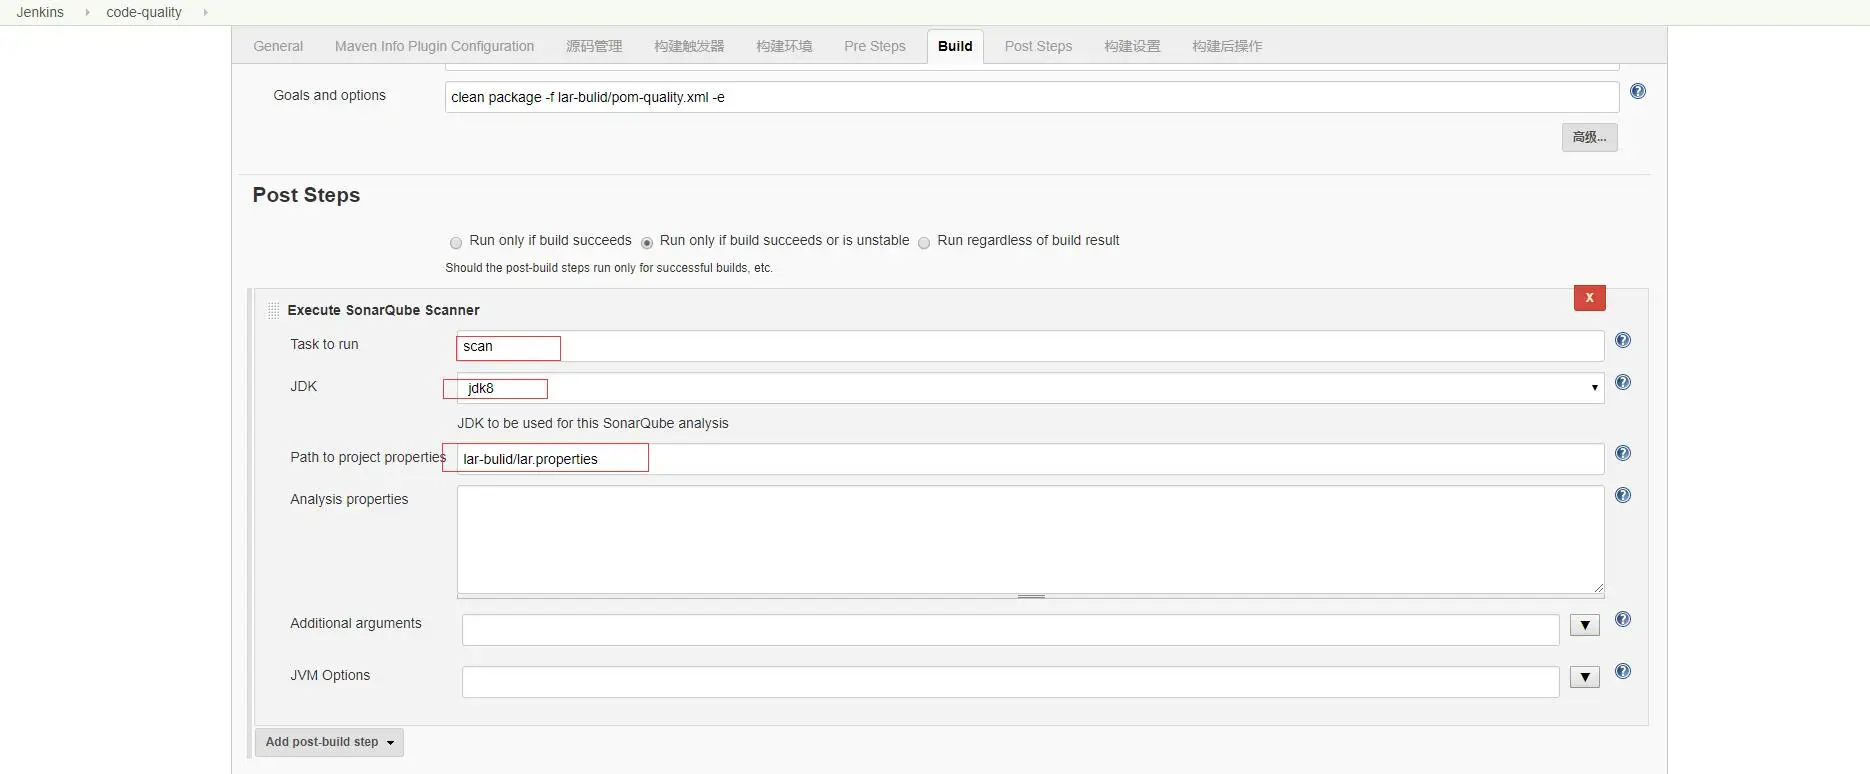 Jenkins code-quality
General Maven Info Plugin Configuration 源码管理 构建触发器 构建环境 Pre Steps Build Post Steps 构建设置 构建后操作
Goals and options clean package -f lar-bulid/pom-quality.xml -e
高级...
Post Steps
Run only if build succeeds Run only if build succeeds or is unstable Run regardless of build result
Should the post-build steps run only for successful builds, etc.
X
Execute SonarQube Scanner
Task to run scan
JDK jdk8
JDK to be used for this SonarQube analysis
Path to project properties lar-bulid/lar.properties
Analysis properties
Additional arguments
JVM Options
Add post-build step